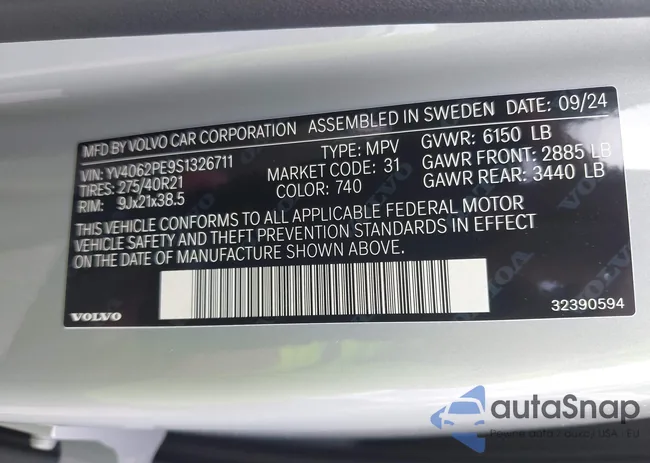 MFD BY VOLVO CAR CORPORATION ASSEMBLED IN SWEDEN DATE: 09/24
VIN: YV4062PE9S1326711 TYPE: MPV GVWR: 6150 LB
TIRES: 275/40R21 MARKET CODE: 31 GAWR FRONT: 2885 LB
RIM: 9Jx21x38.5 COLOR: 740 GAWR REAR: 3440 LB
THIS VEHICLE CONFORMS TO ALL APPLICABLE FEDERAL MOTOR
VEHICLE SAFETY AND THEFT PREVENTION STANDARDS IN EFFECT
ON THE DATE OF MANUFACTURE SHOWN ABOVE.
VOLVO 32390594
autoSnap